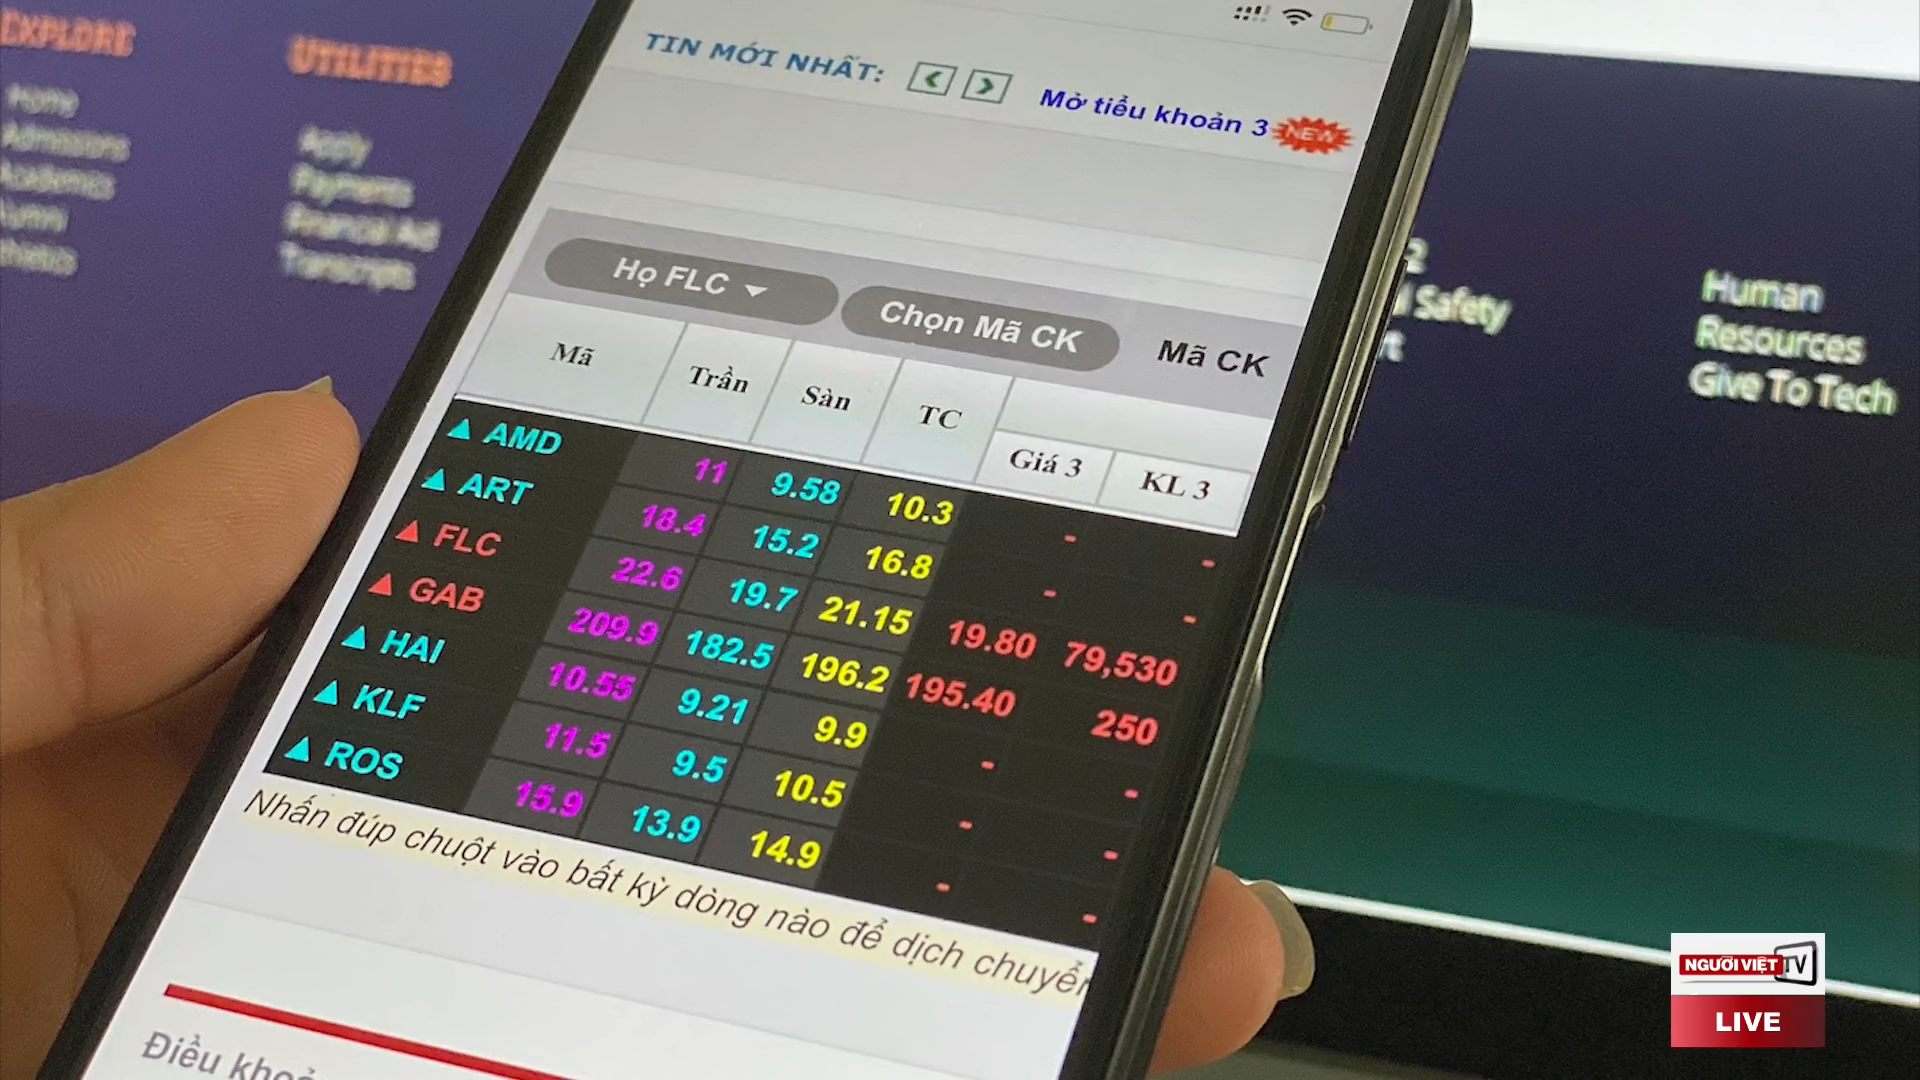 EXPLORE
Home
Admissions
Academics
UTILITIES
Apply
Payments
Financial Aid
Transcripts
TIN MỚI NHẤT:
Mở tiểu khoản 3 NEW
Họ FLC
Chọn Mã CK
Mã CK
Mã Trần Sàn TC
Giá 3 KL 3
AMD 11 9.58 10.3 - -
ART 18.4 15.2 16.8 - -
FLC 22.6 19.7 21.15 19.80 79,530
GAB 209.9 182.5 196.2 195.40 250
HAI 10.55 9.21 9.9 - -
KLF 11.5 9.5 10.5 - -
ROS 15.9 13.9 14.9 - -
Nhấn đúp chuột vào bất kỳ dòng nào để dịch chuyển
Điều
Safety
Human
Resources
Give To Tech
NGƯỜI VIỆT TV
LIVE